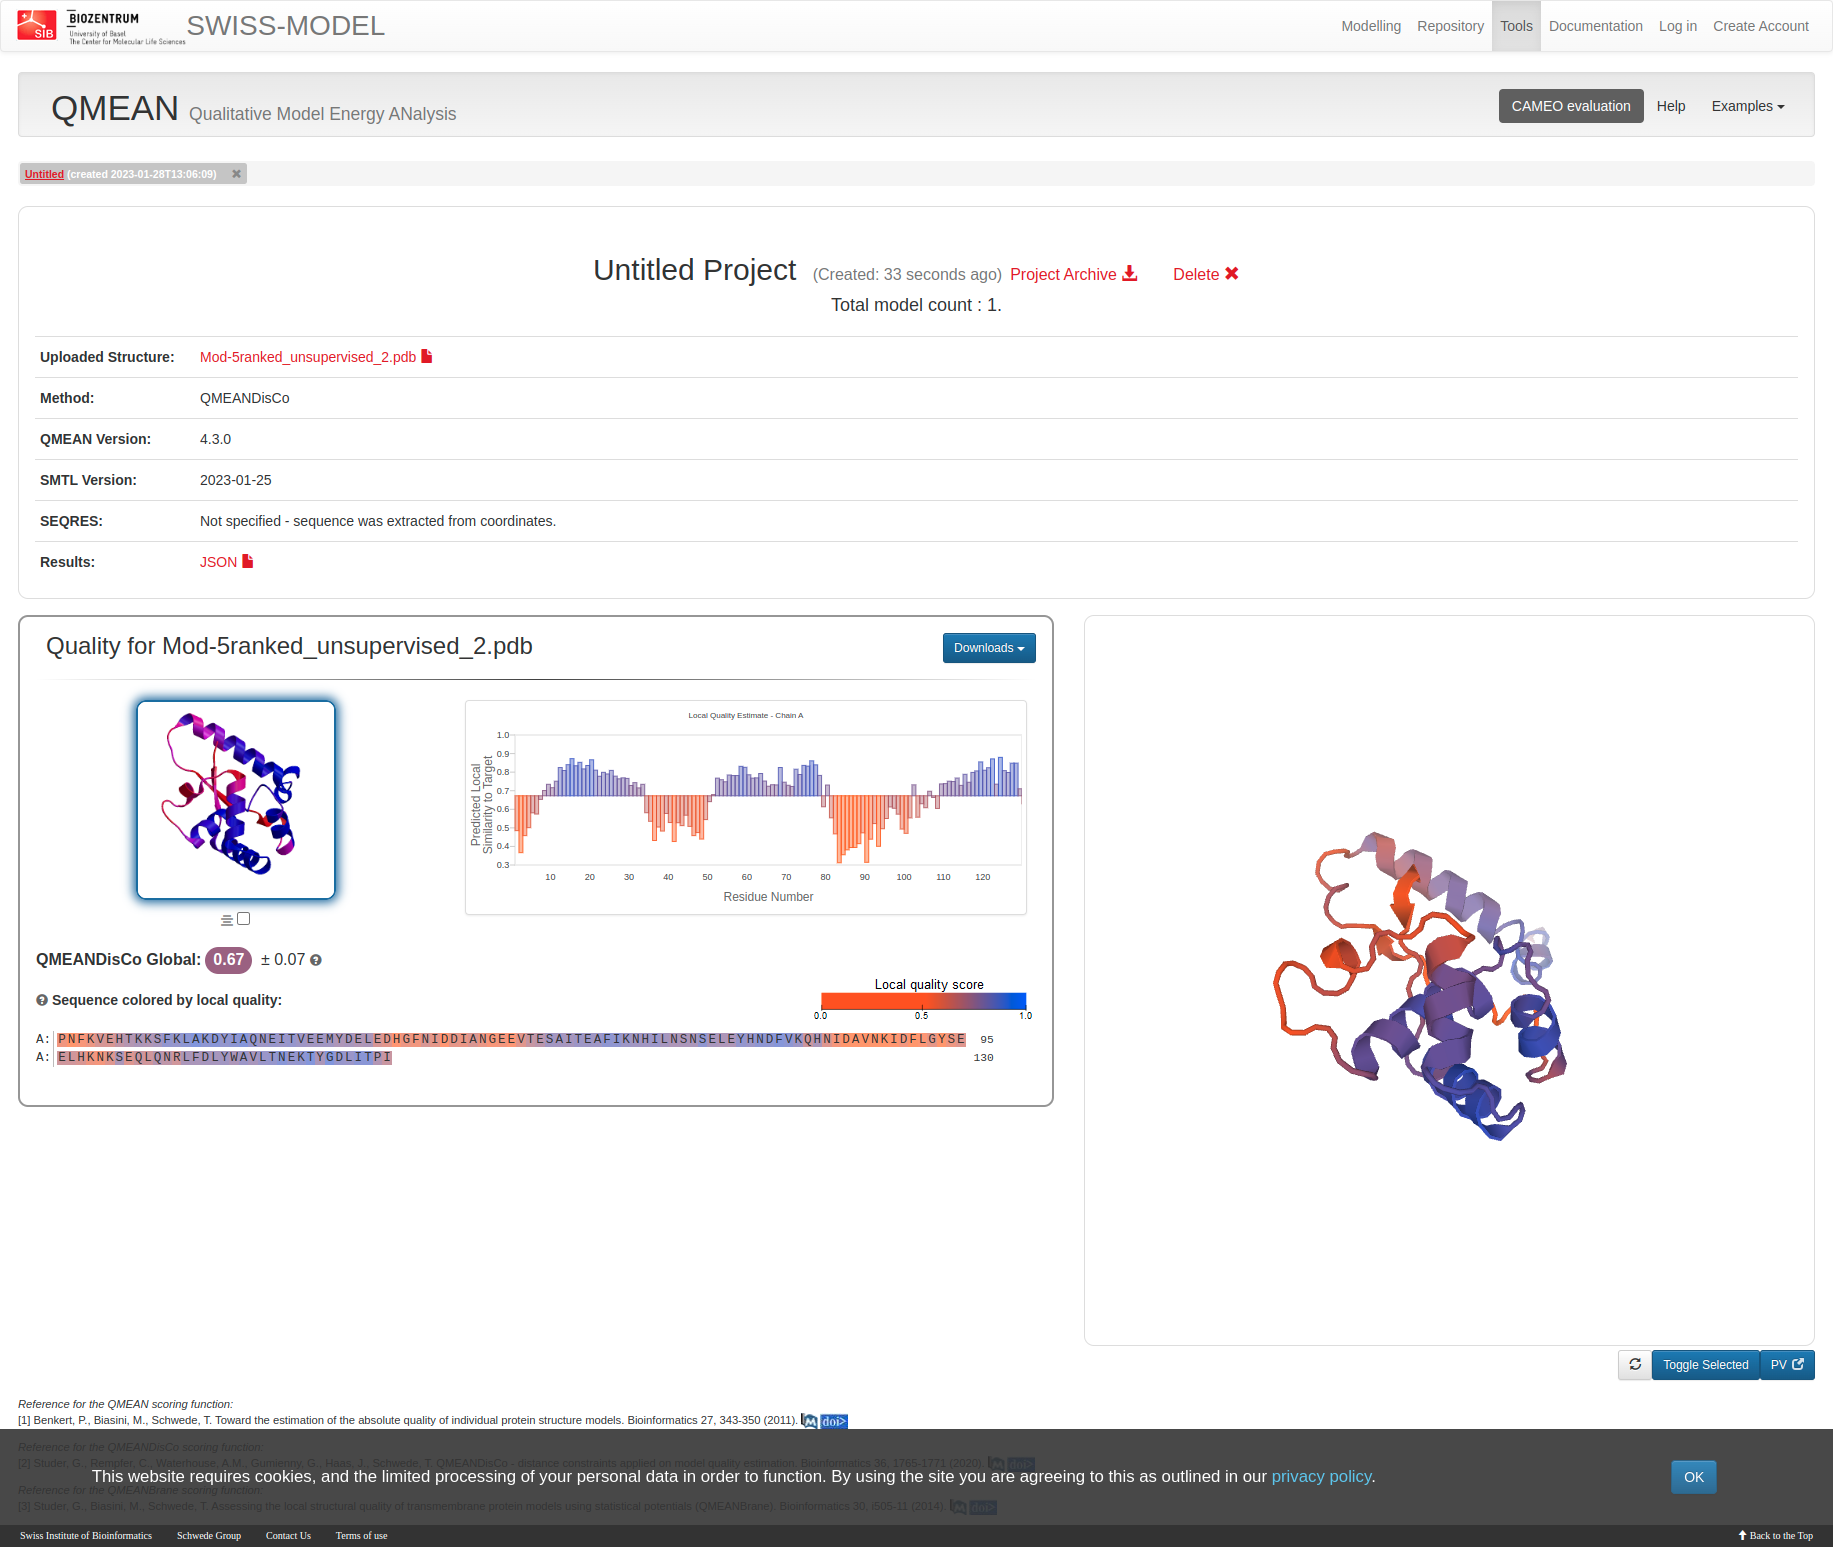 SIB
BIOZENTRUM
University of Basel
The Center for Molecular Life Sciences
SWISS-MODEL
Modelling
Repository
Tools
Documentation
Log in
Create Account
QMEAN Qualitative Model Energy ANalysis
CAMEO evaluation
Help
Examples
Untitled (created 2023-01-28T13:06:09)
Untitled Project (Created: 33 seconds ago) Project Archive Delete
Total model count : 1.
Uploaded Structure: Mod-5ranked_unsupervised_2.pdb
Method: QMEANDisCo
QMEAN Version: 4.3.0
SMTL Version: 2023-01-25
SEQRES: Not specified - sequence was extracted from coordinates.
Results: JSON
Quality for Mod-5ranked_unsupervised_2.pdb
Downloads
Local Quality Estimate - Chain A
Predicted Local
Similarity to Target
1.0
0.9
0.8
0.7
0.6
0.5
0.4
0.3
10 20 30 40 50 60 70 80 90 100 110 120
Residue Number
QMEANDisCo Global: 0.67 ± 0.07
Sequence colored by local quality:
Local quality score
0.0 0.5 1.0
A: PNFKVEHTKKSFKLAKDYIAQNEITVEEMYDELEDHGFNIDDIANGEEVTESAITEAFIKNHILNSNSELEYHNDFVKQHNIDAVNKIDFLGYSE 95
A: ELHKNKSEQLQNRLFDLYWAVLTNEKTYGDLITPI 130
Toggle Selected
PV
Reference for the QMEAN scoring function:
[1] Benkert, P., Biasini, M., Schwede, T. Toward the estimation of the absolute quality of individual protein structure models. Bioinformatics 27, 343-350 (2011). M doi>
Reference for the QMEANDisCo scoring function:
[2] Studer, G., Rempfer, C., Waterhouse, A.M., Gumienny, G., Haas, J., Schwede, T. QMEANDisCo - distance constraints applied on model quality estimation. Bioinformatics 36, 1765-1771 (2020). M doi>
This website requires cookies, and the limited processing of your personal data in order to function. By using the site you are agreeing to this as outlined in our privacy policy.
OK
Reference for the QMEANBrane scoring function:
[3] Studer, G., Biasini, M., Schwede, T. Assessing the local structural quality of transmembrane protein models using statistical potentials (QMEANBrane). Bioinformatics 30, i505-11 (2014). M doi>
Swiss Institute of Bioinformatics
Schwede Group
Contact Us
Terms of use
Back to the Top